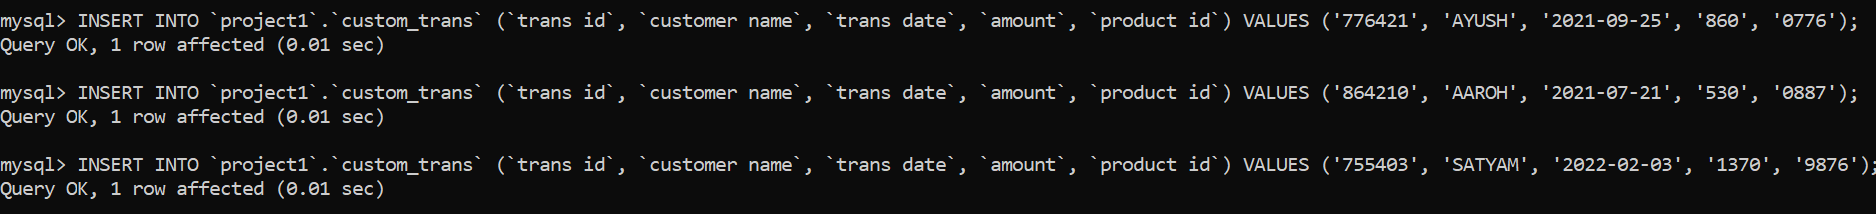 mysql> INSERT INTO `project1`.`custom_trans` (`trans id`, `customer name`, `trans date`, `amount`, `product id`) VALUES ('776421', 'AYUSH', '2021-09-25', '860', '0776');
Query OK, 1 row affected (0.01 sec)
mysql> INSERT INTO `project1`.`custom_trans` (`trans id`, `customer name`, `trans date`, `amount`, `product id`) VALUES ('864210', 'AAROH', '2021-07-21', '530', '0887');
Query OK, 1 row affected (0.01 sec)
mysql> INSERT INTO `project1`.`custom_trans` (`trans id`, `customer name`, `trans date`, `amount`, `product id`) VALUES ('755403', 'SATYAM', '2022-02-03', '1370', '9876');
Query OK, 1 row affected (0.01 sec)